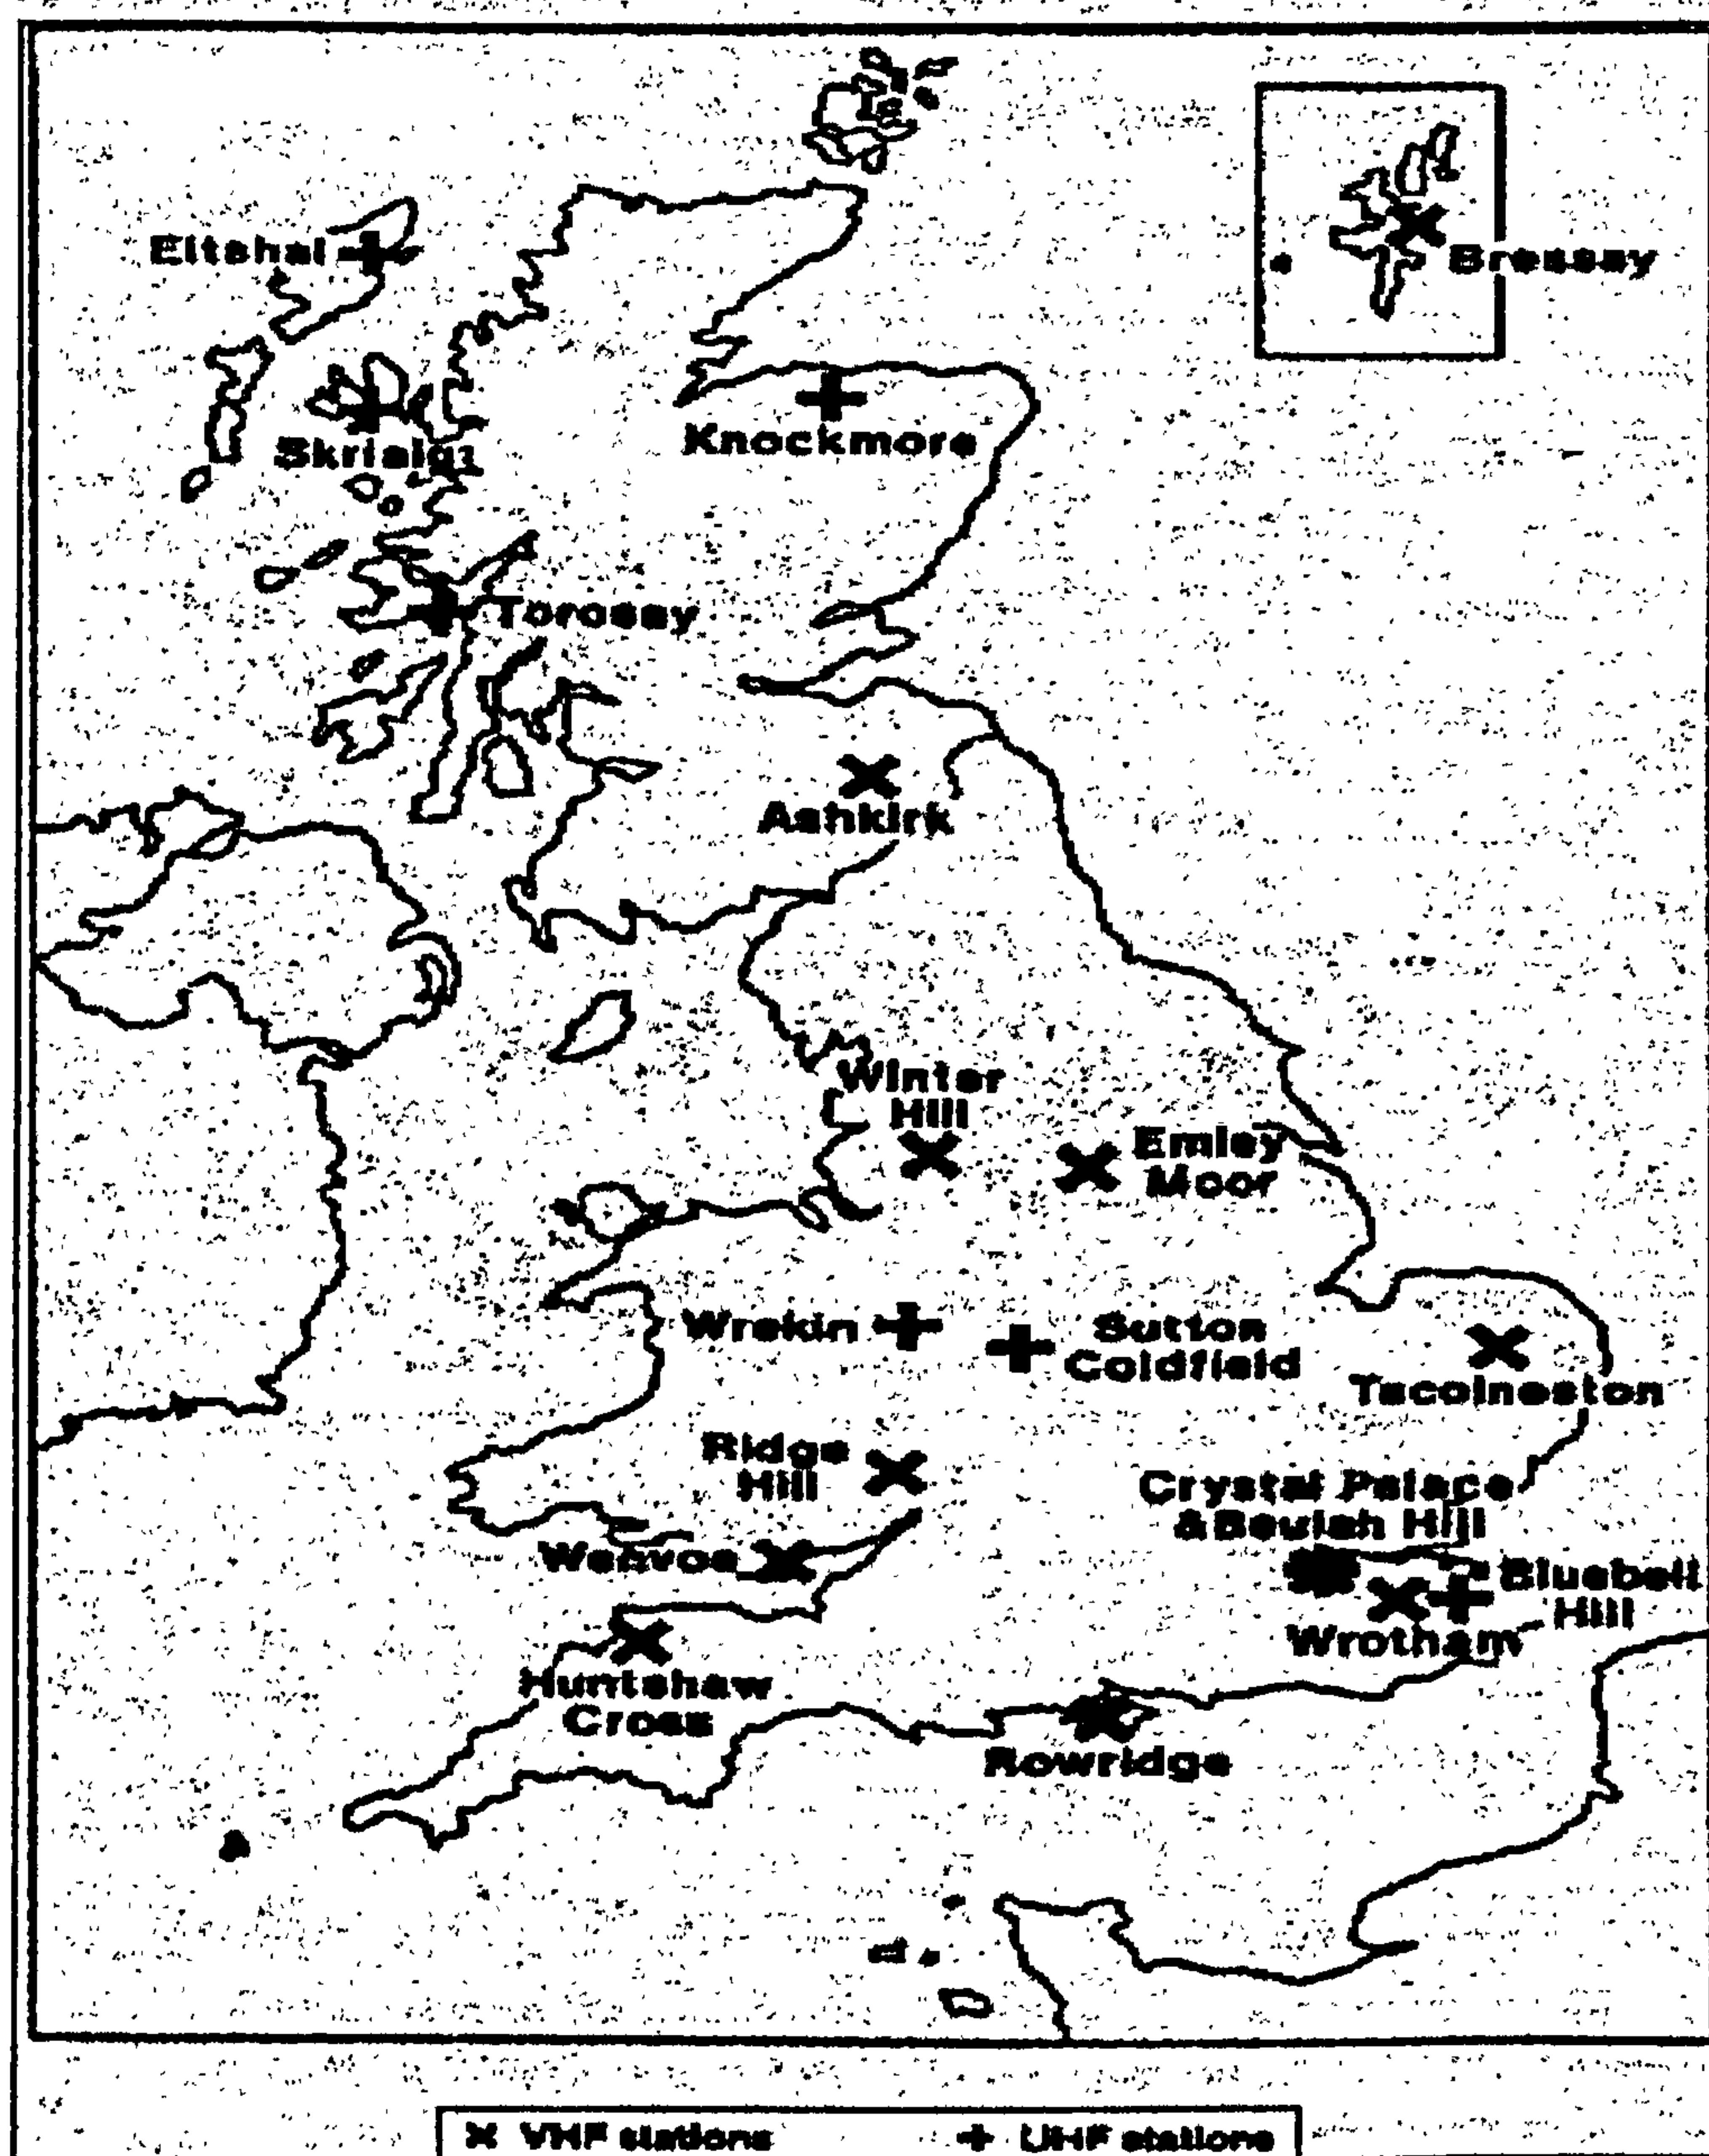 Eitshal
Bressay
Skriaig
Knockmore
Torosay
Ashkirk
Winter
Hill
Emley
Moor
Wrekin
Sutton
Coldfield
Tacolneston
Ridge
Hill
Crystal Palace
& Beulah Hill
Wenvoe
Bluebell
Hill
Wrotham
Huntshaw
Cross
Rowridge
VHF stations
UHF stations